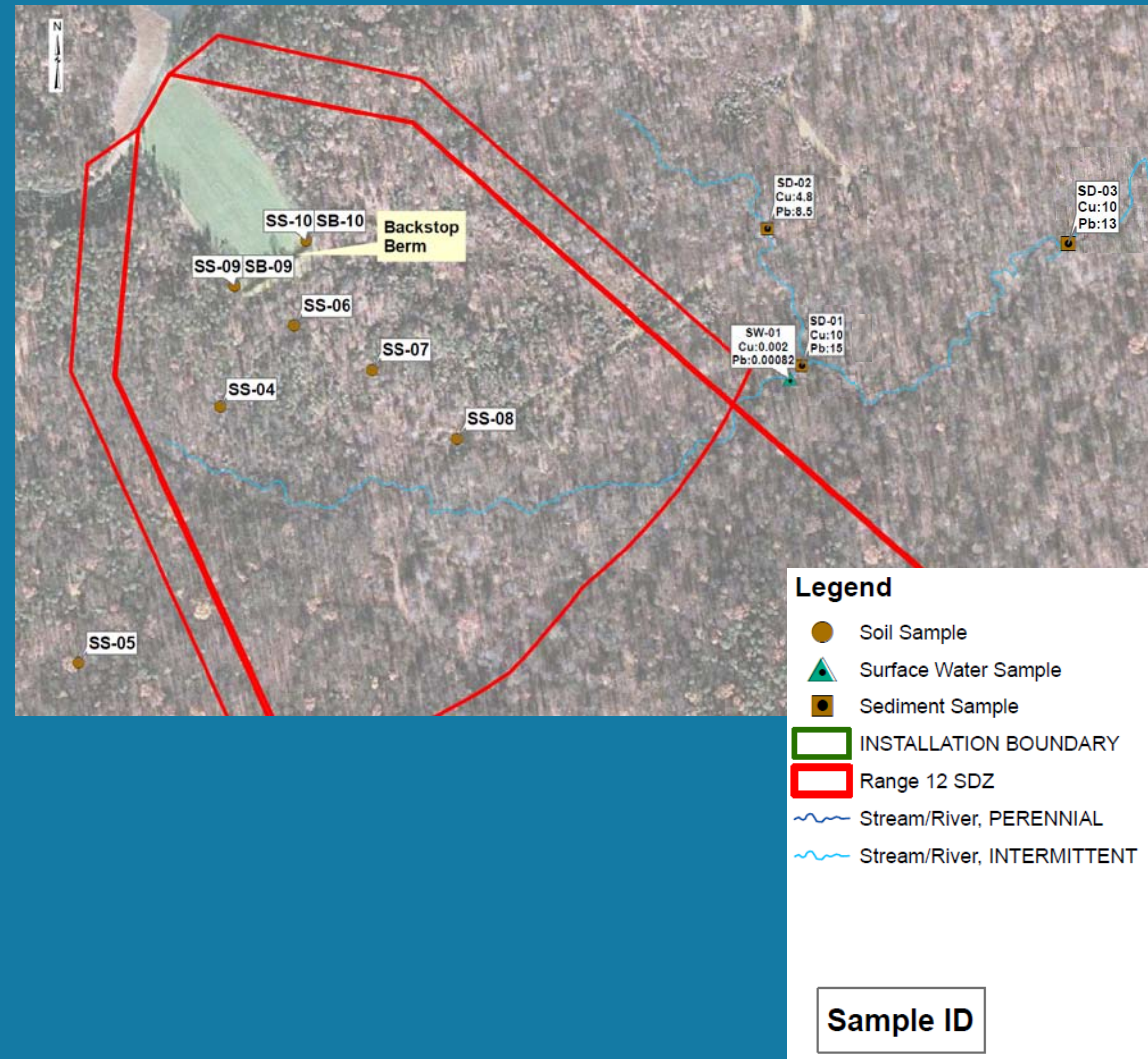 N
SS-10
SB-10
Backstop
Berm
SS-09
SB-09
SS-06
SS-07
SS-04
SS-08
SS-05
SD-02
Cu:4.8
Pb:8.5
SD-03
Cu:10
Pb:13
SW-01
Cu:0.002
Pb:0.00082
SD-01
Cu:10
Pb:15
Legend
Soil Sample
Surface Water Sample
Sediment Sample
INSTALLATION BOUNDARY
Range 12 SDZ
Stream/River, PERENNIAL
Stream/River, INTERMITTENT
Sample ID